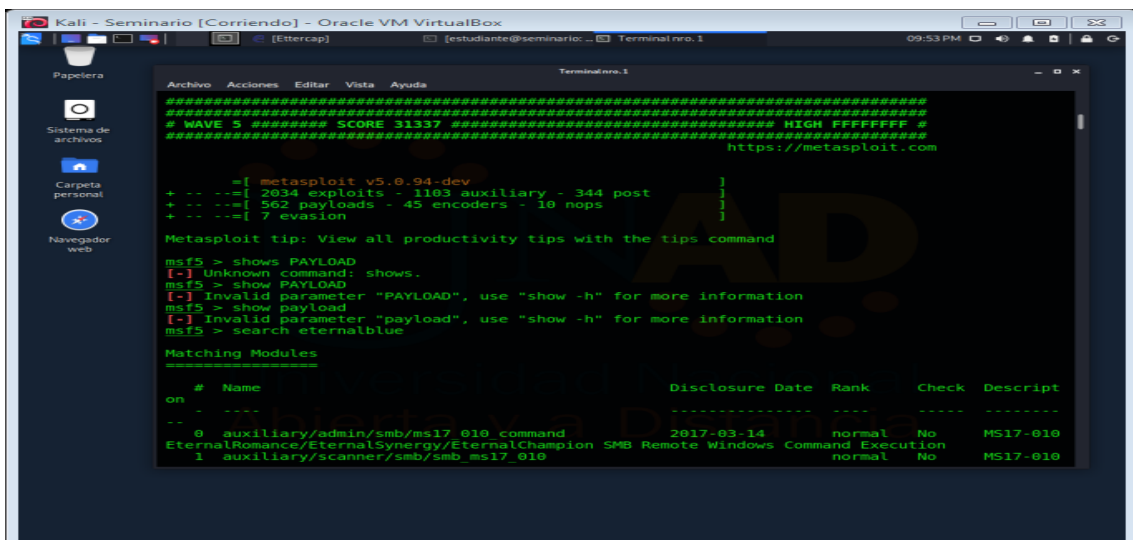 Kali - Seminario [Corriendo] - Oracle VM VirtualBox
[Ettercap]
[estudiante@seminario: ...
Terminal nro. 1
09:53 PM
Papelera
Sistema de
archivos
Carpeta
personal
Navegador
web
Terminal nro. 1
Archivo Acciones Editar Vista Ayuda
################################################################################
################################################################################
# WAVE 5 ######## SCORE 31337 ################################## HIGH FFFFFFFF #
################################################################################
https://metasploit.com
=[ metasploit v5.0.94-dev ]
+ -- --=[ 2034 exploits - 1103 auxiliary - 344 post ]
+ -- --=[ 562 payloads - 45 encoders - 10 nops ]
+ -- --=[ 7 evasion ]
Metasploit tip: View all productivity tips with the tips command
msf5 > shows PAYLOAD
[-] Unknown command: shows.
msf5 > show PAYLOAD
[-] Invalid parameter "PAYLOAD", use "show -h" for more information
msf5 > show payload
[-] Invalid parameter "payload", use "show -h" for more information
msf5 > search eternalblue
Matching Modules
================
# Name Disclosure Date Rank Check Descript
on
- ---- --------------- ---- ----- --------
--
0 auxiliary/admin/smb/ms17_010_command 2017-03-14 normal No MS17-010
EternalRomance/EternalSynergy/EternalChampion SMB Remote Windows Command Execution
1 auxiliary/scanner/smb/smb_ms17_010 normal No MS17-010